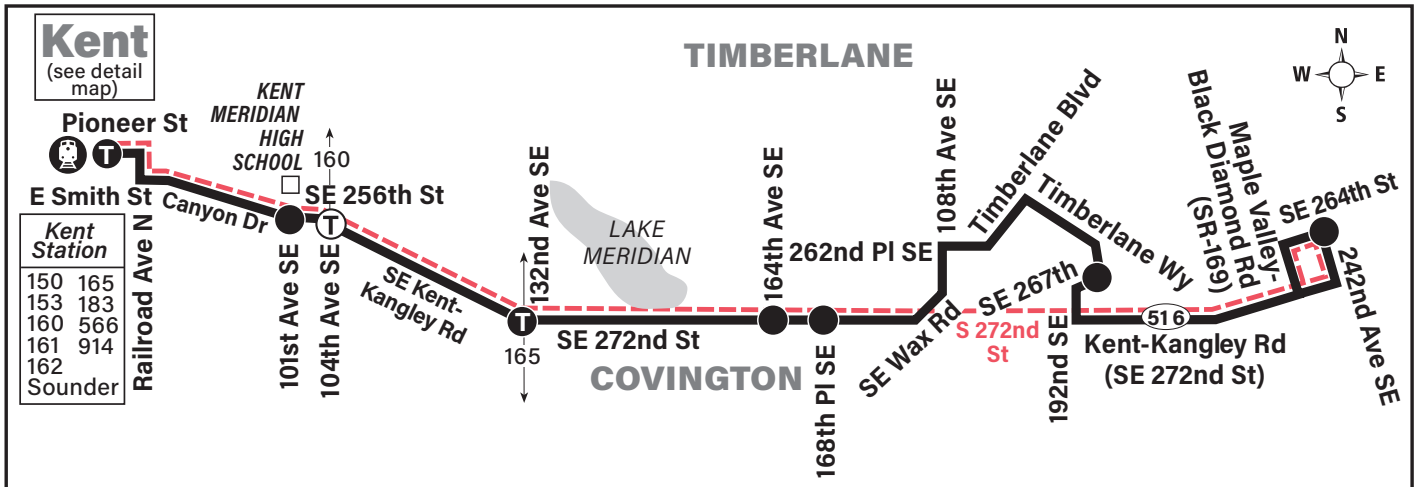 Kent
(see detail
map)
Pioneer St
T
E Smith St
Kent
Station
150 165
153 183
160 566
161 914
162
Sounder
Railroad Ave N
Canyon Dr
KENT
MERIDIAN
HIGH
SCHOOL
160
SE 256th St
T
101st Ave SE
104th Ave SE
SE Kent-
Kangley Rd
132nd Ave SE
T
165
LAKE
MERIDIAN
SE 272nd St
TIMBERLANE
COVINGTON
164th Ave SE
168th Pl SE
262nd Pl SE
108th Ave SE
SE Wax Rd
Timberlane Blvd
Timberlane Wy
SE 267th
S 272nd
St
192nd SE
516
Kent-Kangley Rd
(SE 272nd St)
Maple Valley-
Black Diamond Rd
(SR-169)
SE 264th St
242nd Ave SE
N
W E
S